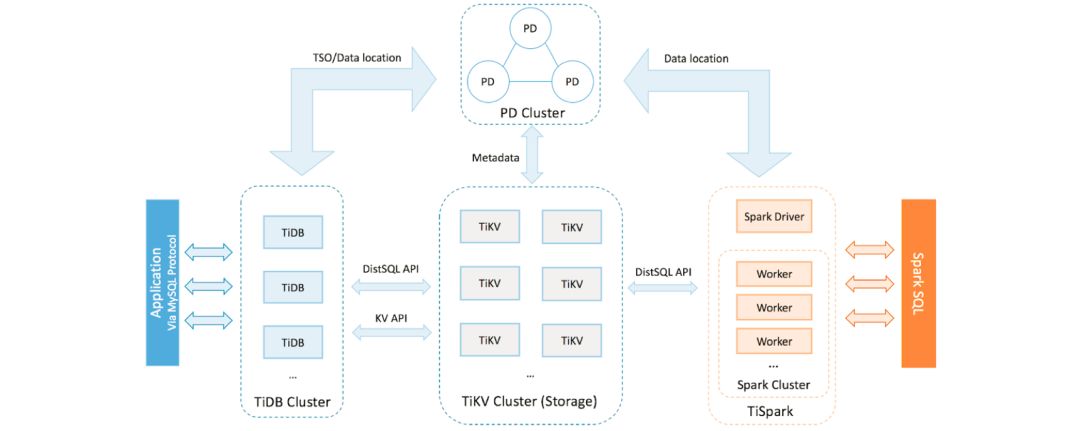 PD
TSO/Data location
Data location
PD
PD
PD Cluster
Metadata
Application
Via MySQL Protocol
TiDB
TiDB
TiDB
...
TiDB Cluster
DistSQL API
KV API
TiKV
TiKV
TiKV
TiKV
TiKV
TiKV
...
TiKV Cluster (Storage)
DistSQL API
Spark Driver
Worker
Worker
Worker
...
Spark Cluster
TiSpark
Spark SQL